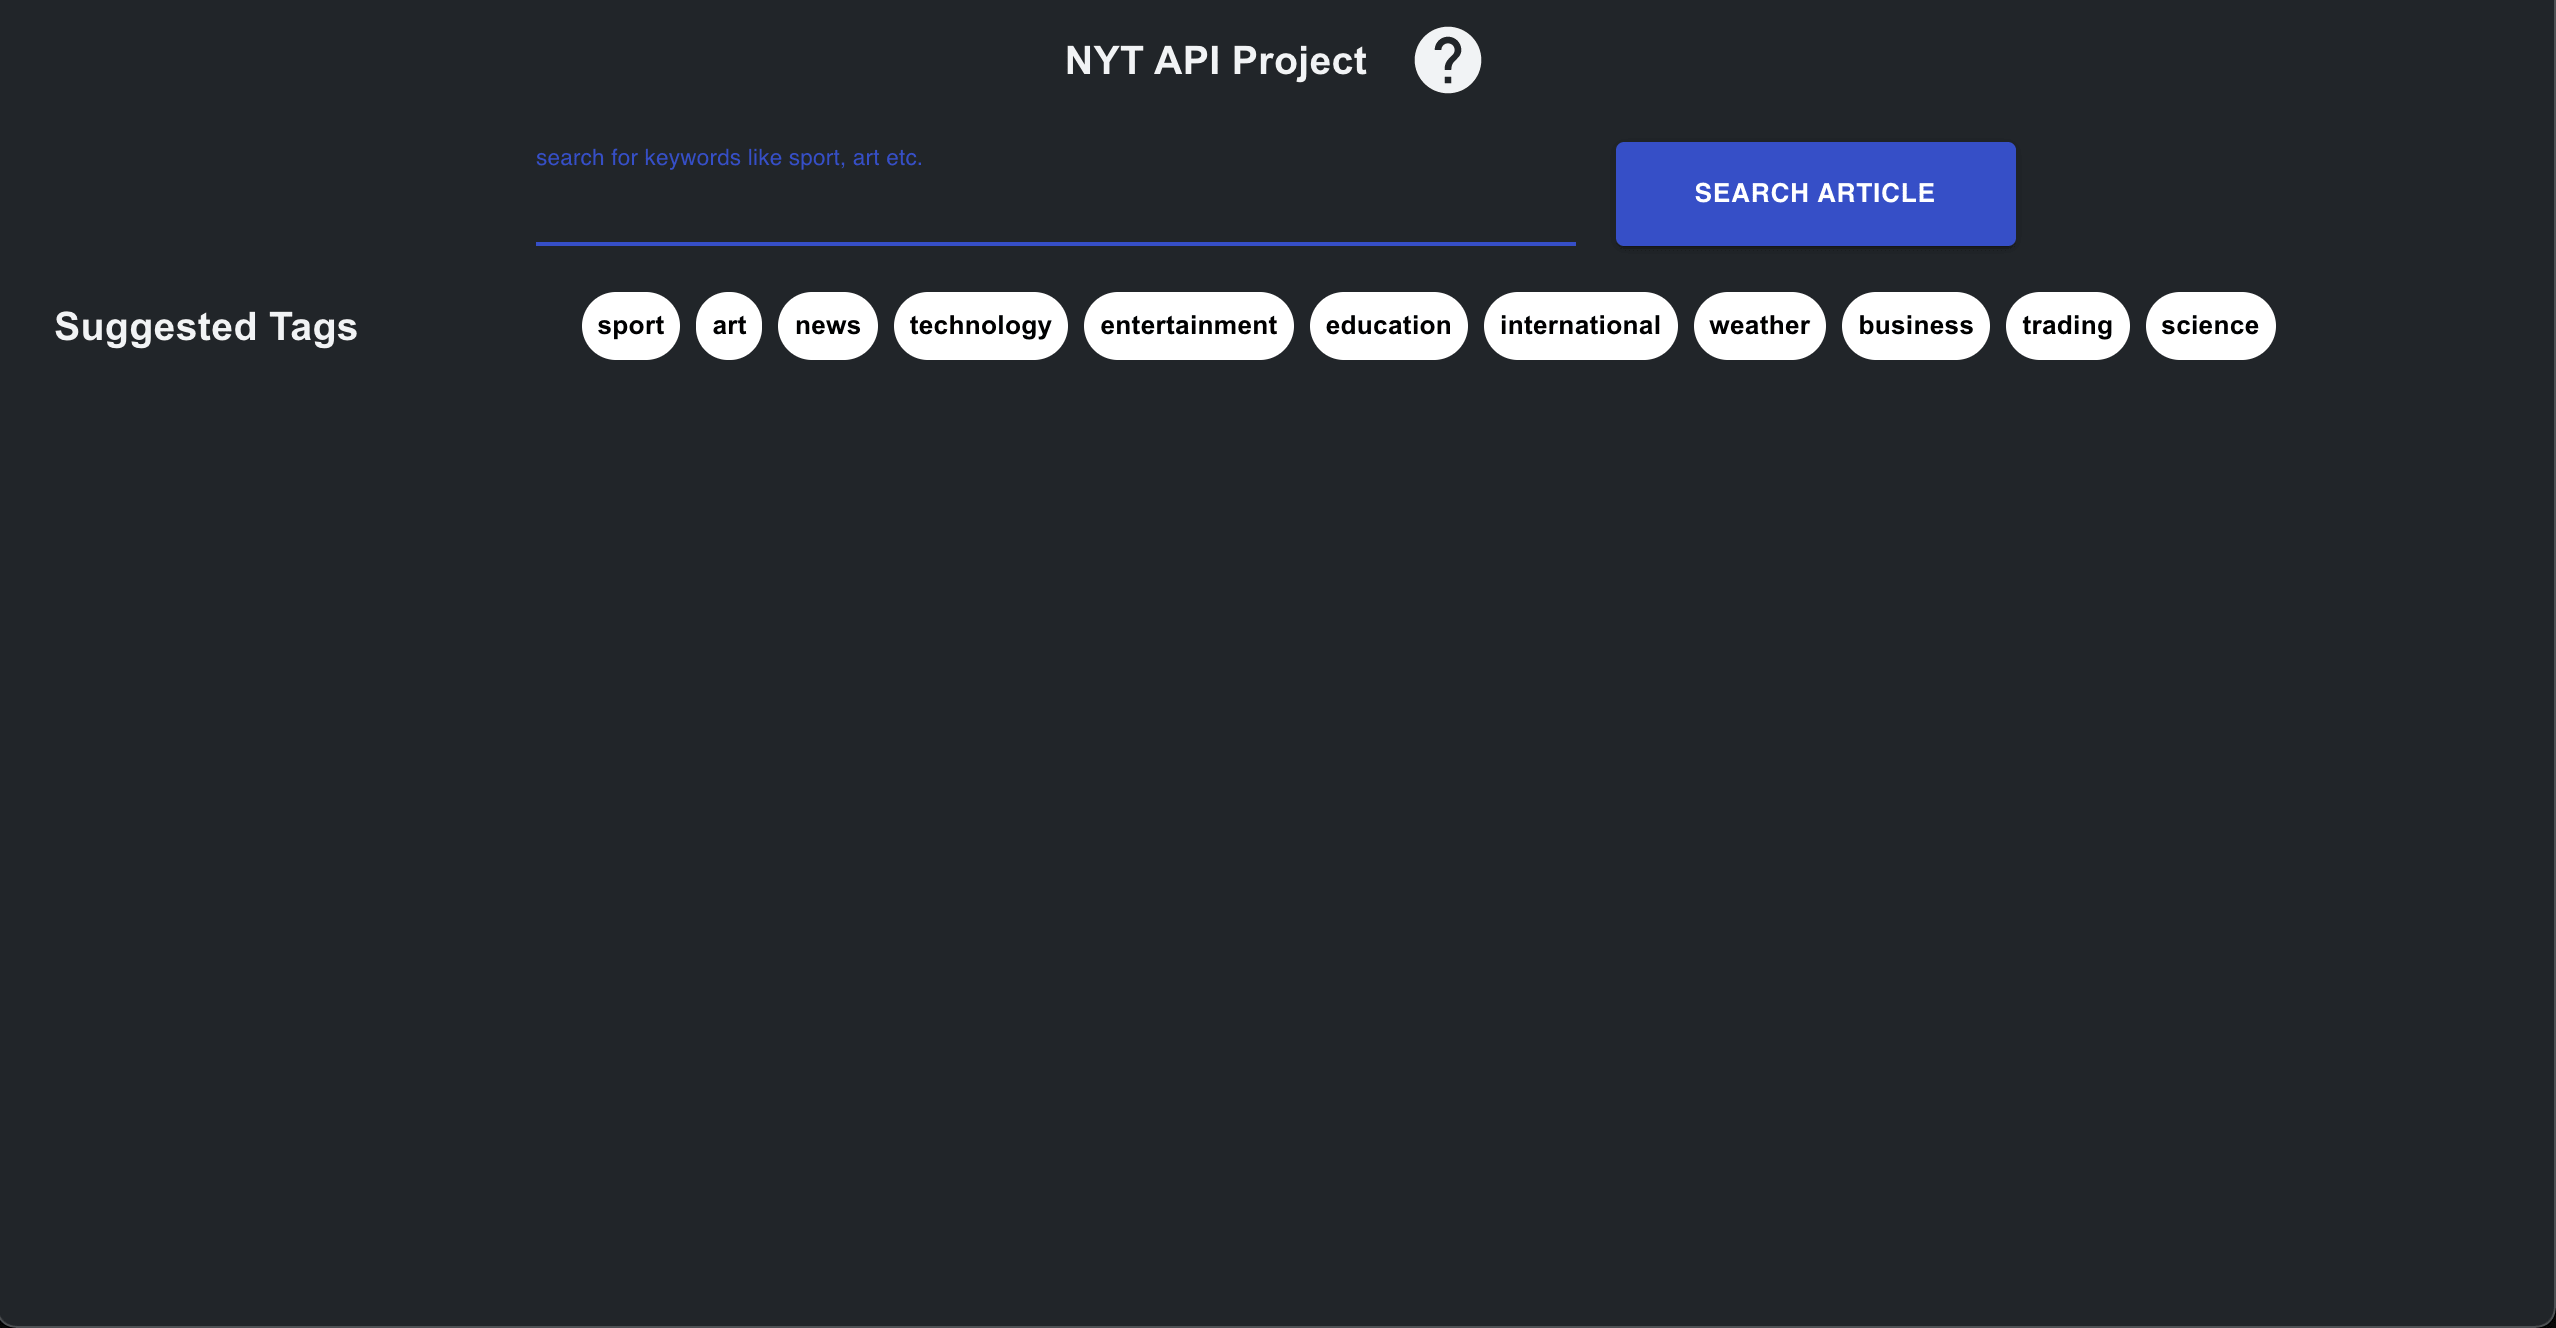 NYT API Project
search for keywords like sport, art etc.
SEARCH ARTICLE
Suggested Tags
sport art news technology entertainment education international weather business trading science